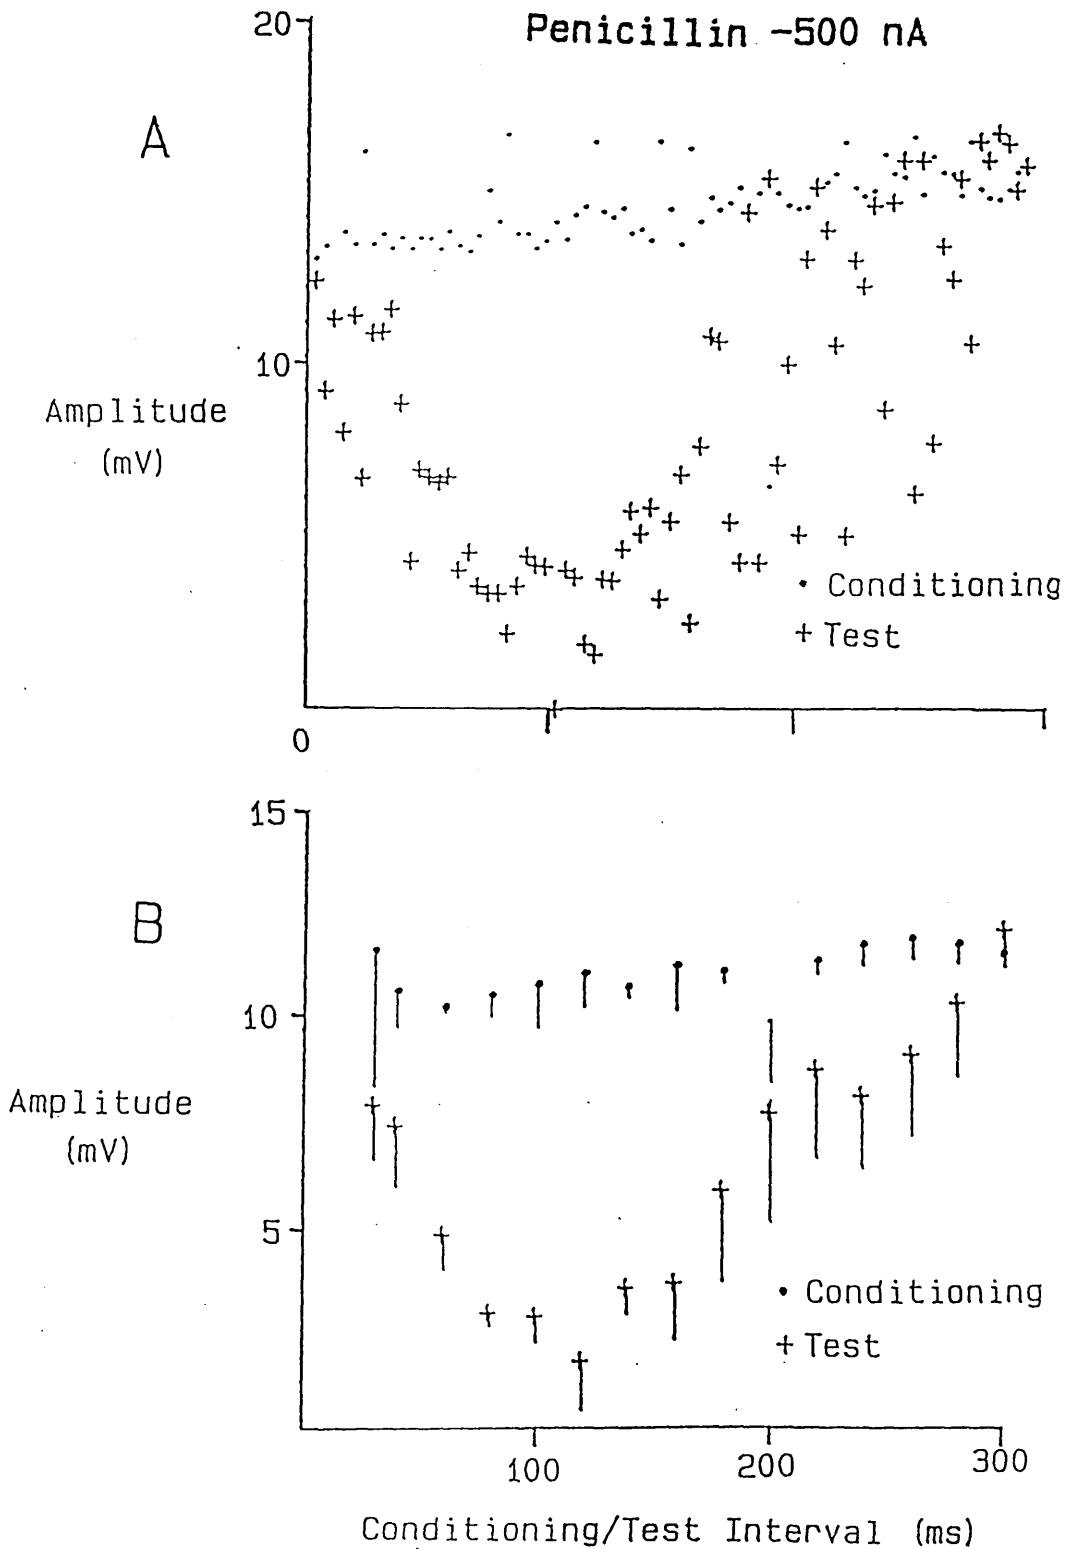 Penicillin -500 nA
A
20
10
0
Amplitude
(mV)
• Conditioning
+ Test
B
15
10
5
Amplitude
(mV)
• Conditioning
+ Test
100
200
300
Conditioning/Test Interval (ms)